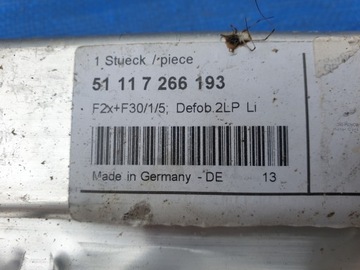 1 Stueck / piece
51 11 7 266 193
F2x+F30/1/5; Defob.2LP Li
Made in Germany - DE 13